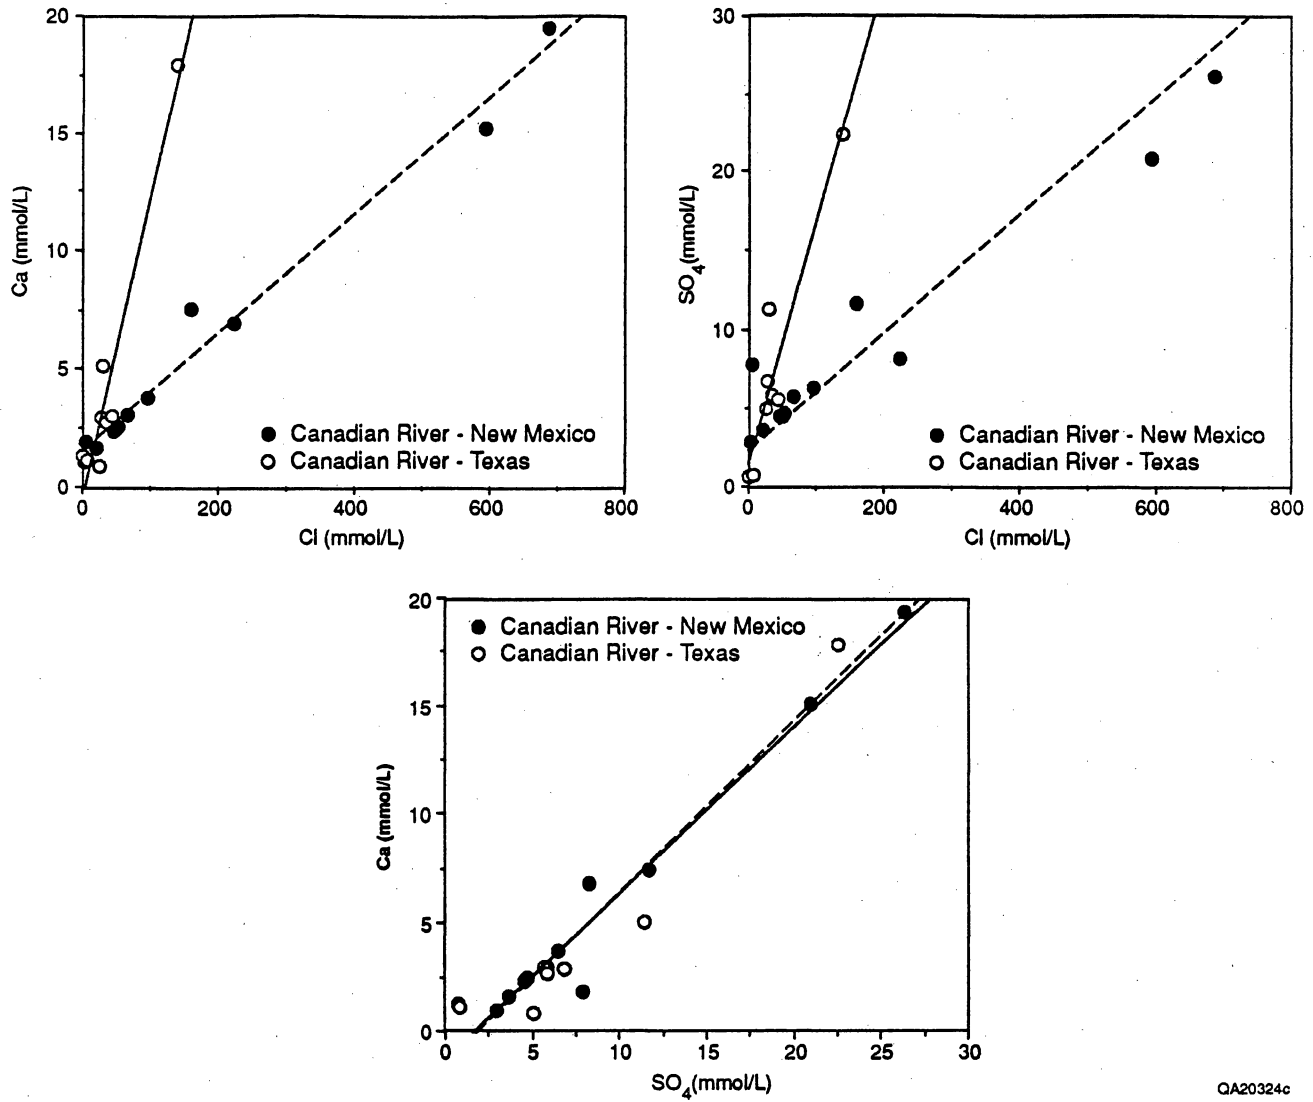 20
15
10
5
0
Ca (mmol/L)
0 200 400 600 800
Cl (mmol/L)
Canadian River - New Mexico
Canadian River - Texas
30
20
10
0
SO4(mmol/L)
0 200 400 600 800
Cl (mmol/L)
Canadian River - New Mexico
Canadian River - Texas
20
15
10
5
0
Ca (mmol/L)
Canadian River - New Mexico
Canadian River - Texas
0 5 10 15 20 25 30
SO4(mmol/L)
QA20324c